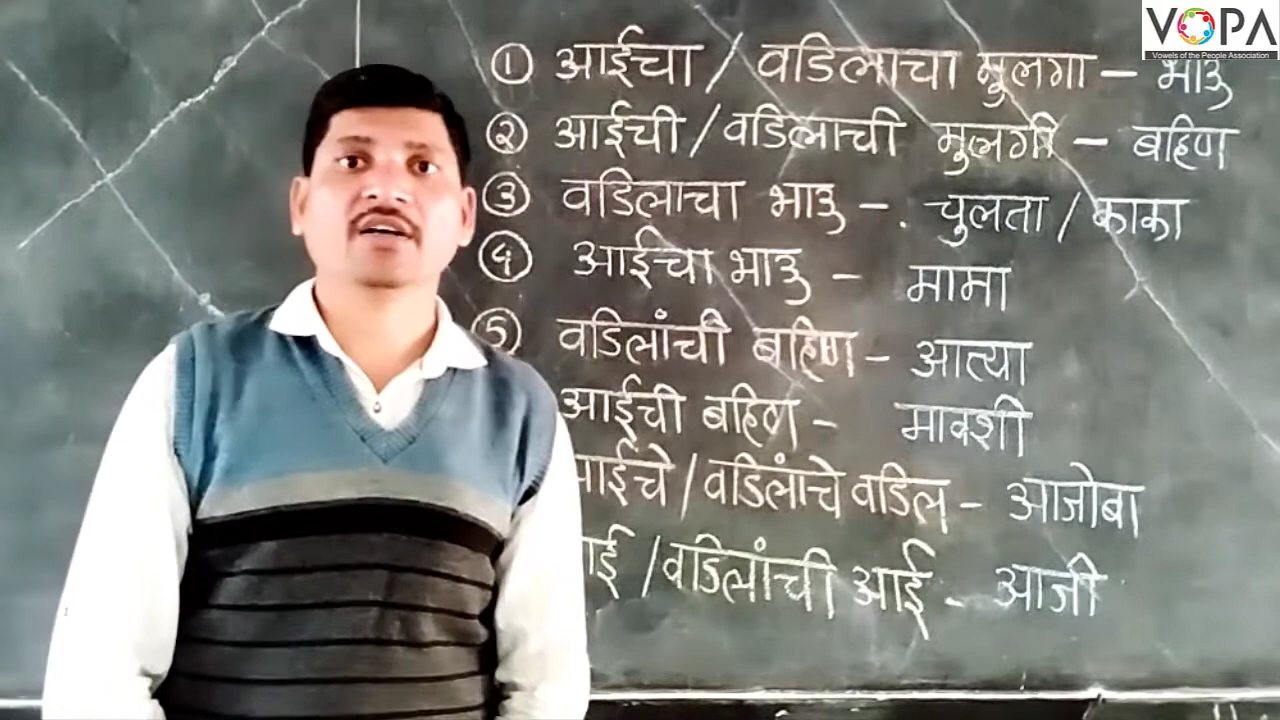 VOPA
Vowels of the People Association
① आईचा / वडिलाचा मुलगा – भाऊ
② आईची / वडिलाची मुलगी – बहिण
③ वडिलाचा भाऊ – . चुलता / काका
④ आईचा भाऊ – मामा
⑤ वडिलांची बहिण – आत्या
आईची बहिण – मावशी
आईचे / वडिलांचे वडिल – आजोबा
आई / वडिलांची आई – आजी